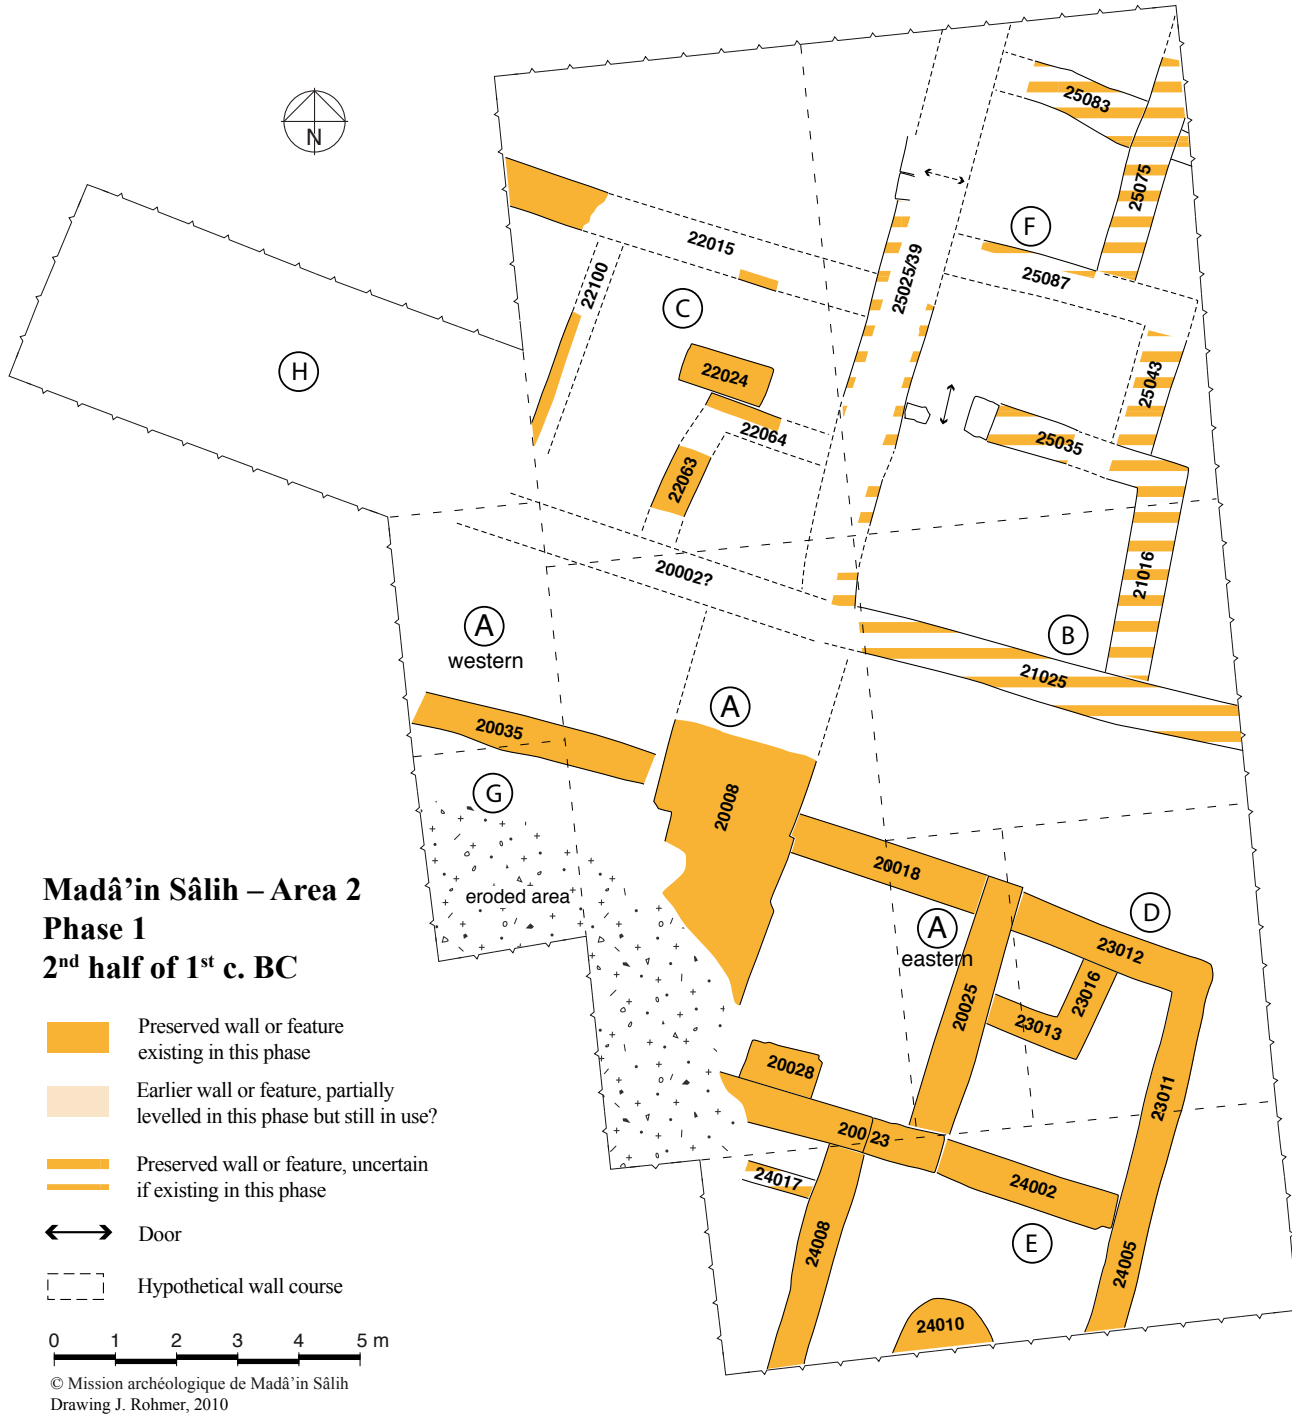 N
25083
25075
F
22015
22100
25025/39
25087
C
H
22024
25043
22064
25035
22063
20002?
21016
A
western
B
21025
A
20035
G
20008
eroded area
20018
A
eastern
D
23012
20025
23016
23013
20028
23011
20023
24017
24002
24008
E
24005
24010
Madâ’in Sâlih – Area 2
Phase 1
2nd half of 1st c. BC
Preserved wall or feature
existing in this phase
Earlier wall or feature, partially
levelled in this phase but still in use?
Preserved wall or feature, uncertain
if existing in this phase
Door
Hypothetical wall course
0 1 2 3 4 5 m
© Mission archéologique de Madâ’in Sâlih
Drawing J. Rohmer, 2010